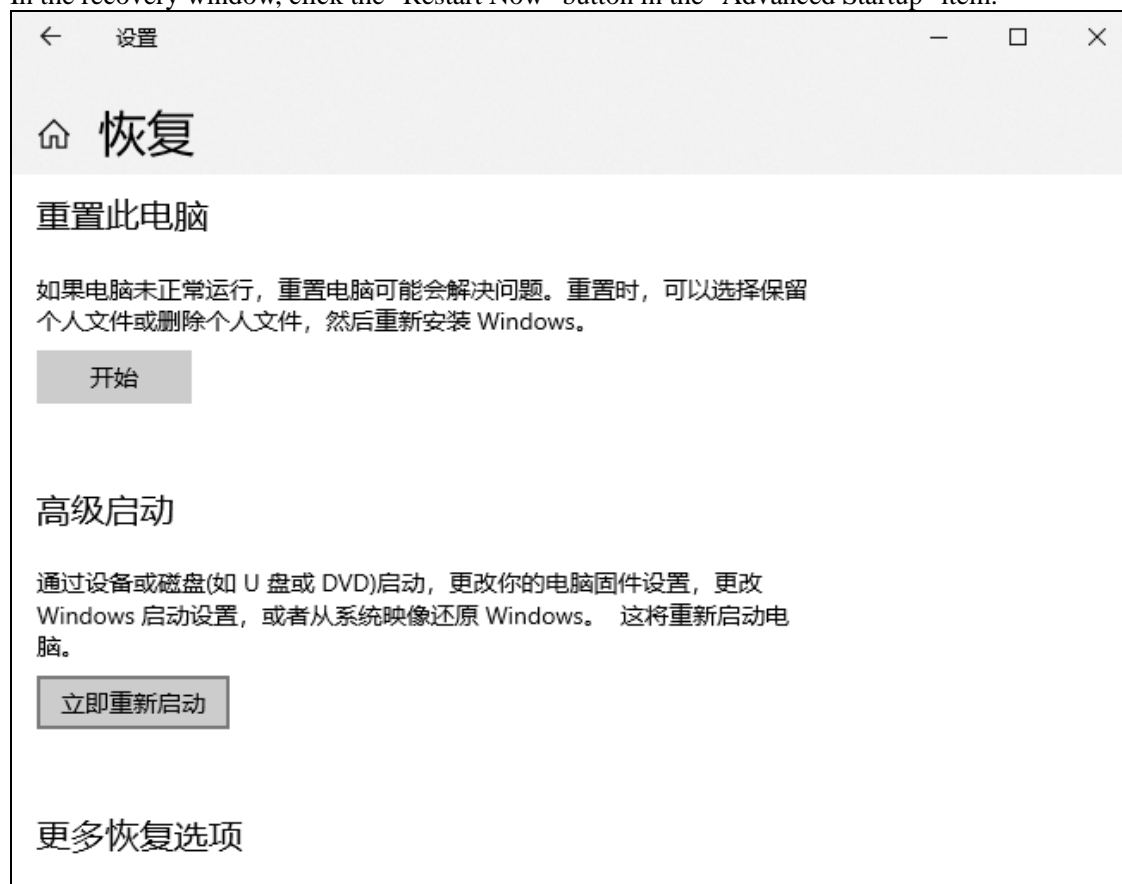 In the recovery window, click the "Restart Now" button in the "Advanced Startup" item.
设置
恢复
重置此电脑
如果电脑未正常运行，重置电脑可能会解决问题。重置时，可以选择保留
个人文件或删除个人文件，然后重新安装 Windows。
开始
高级启动
通过设备或磁盘(如 U 盘或 DVD)启动，更改你的电脑固件设置，更改
Windows 启动设置，或者从系统映像还原 Windows。 这将重新启动电
脑。
立即重新启动
更多恢复选项